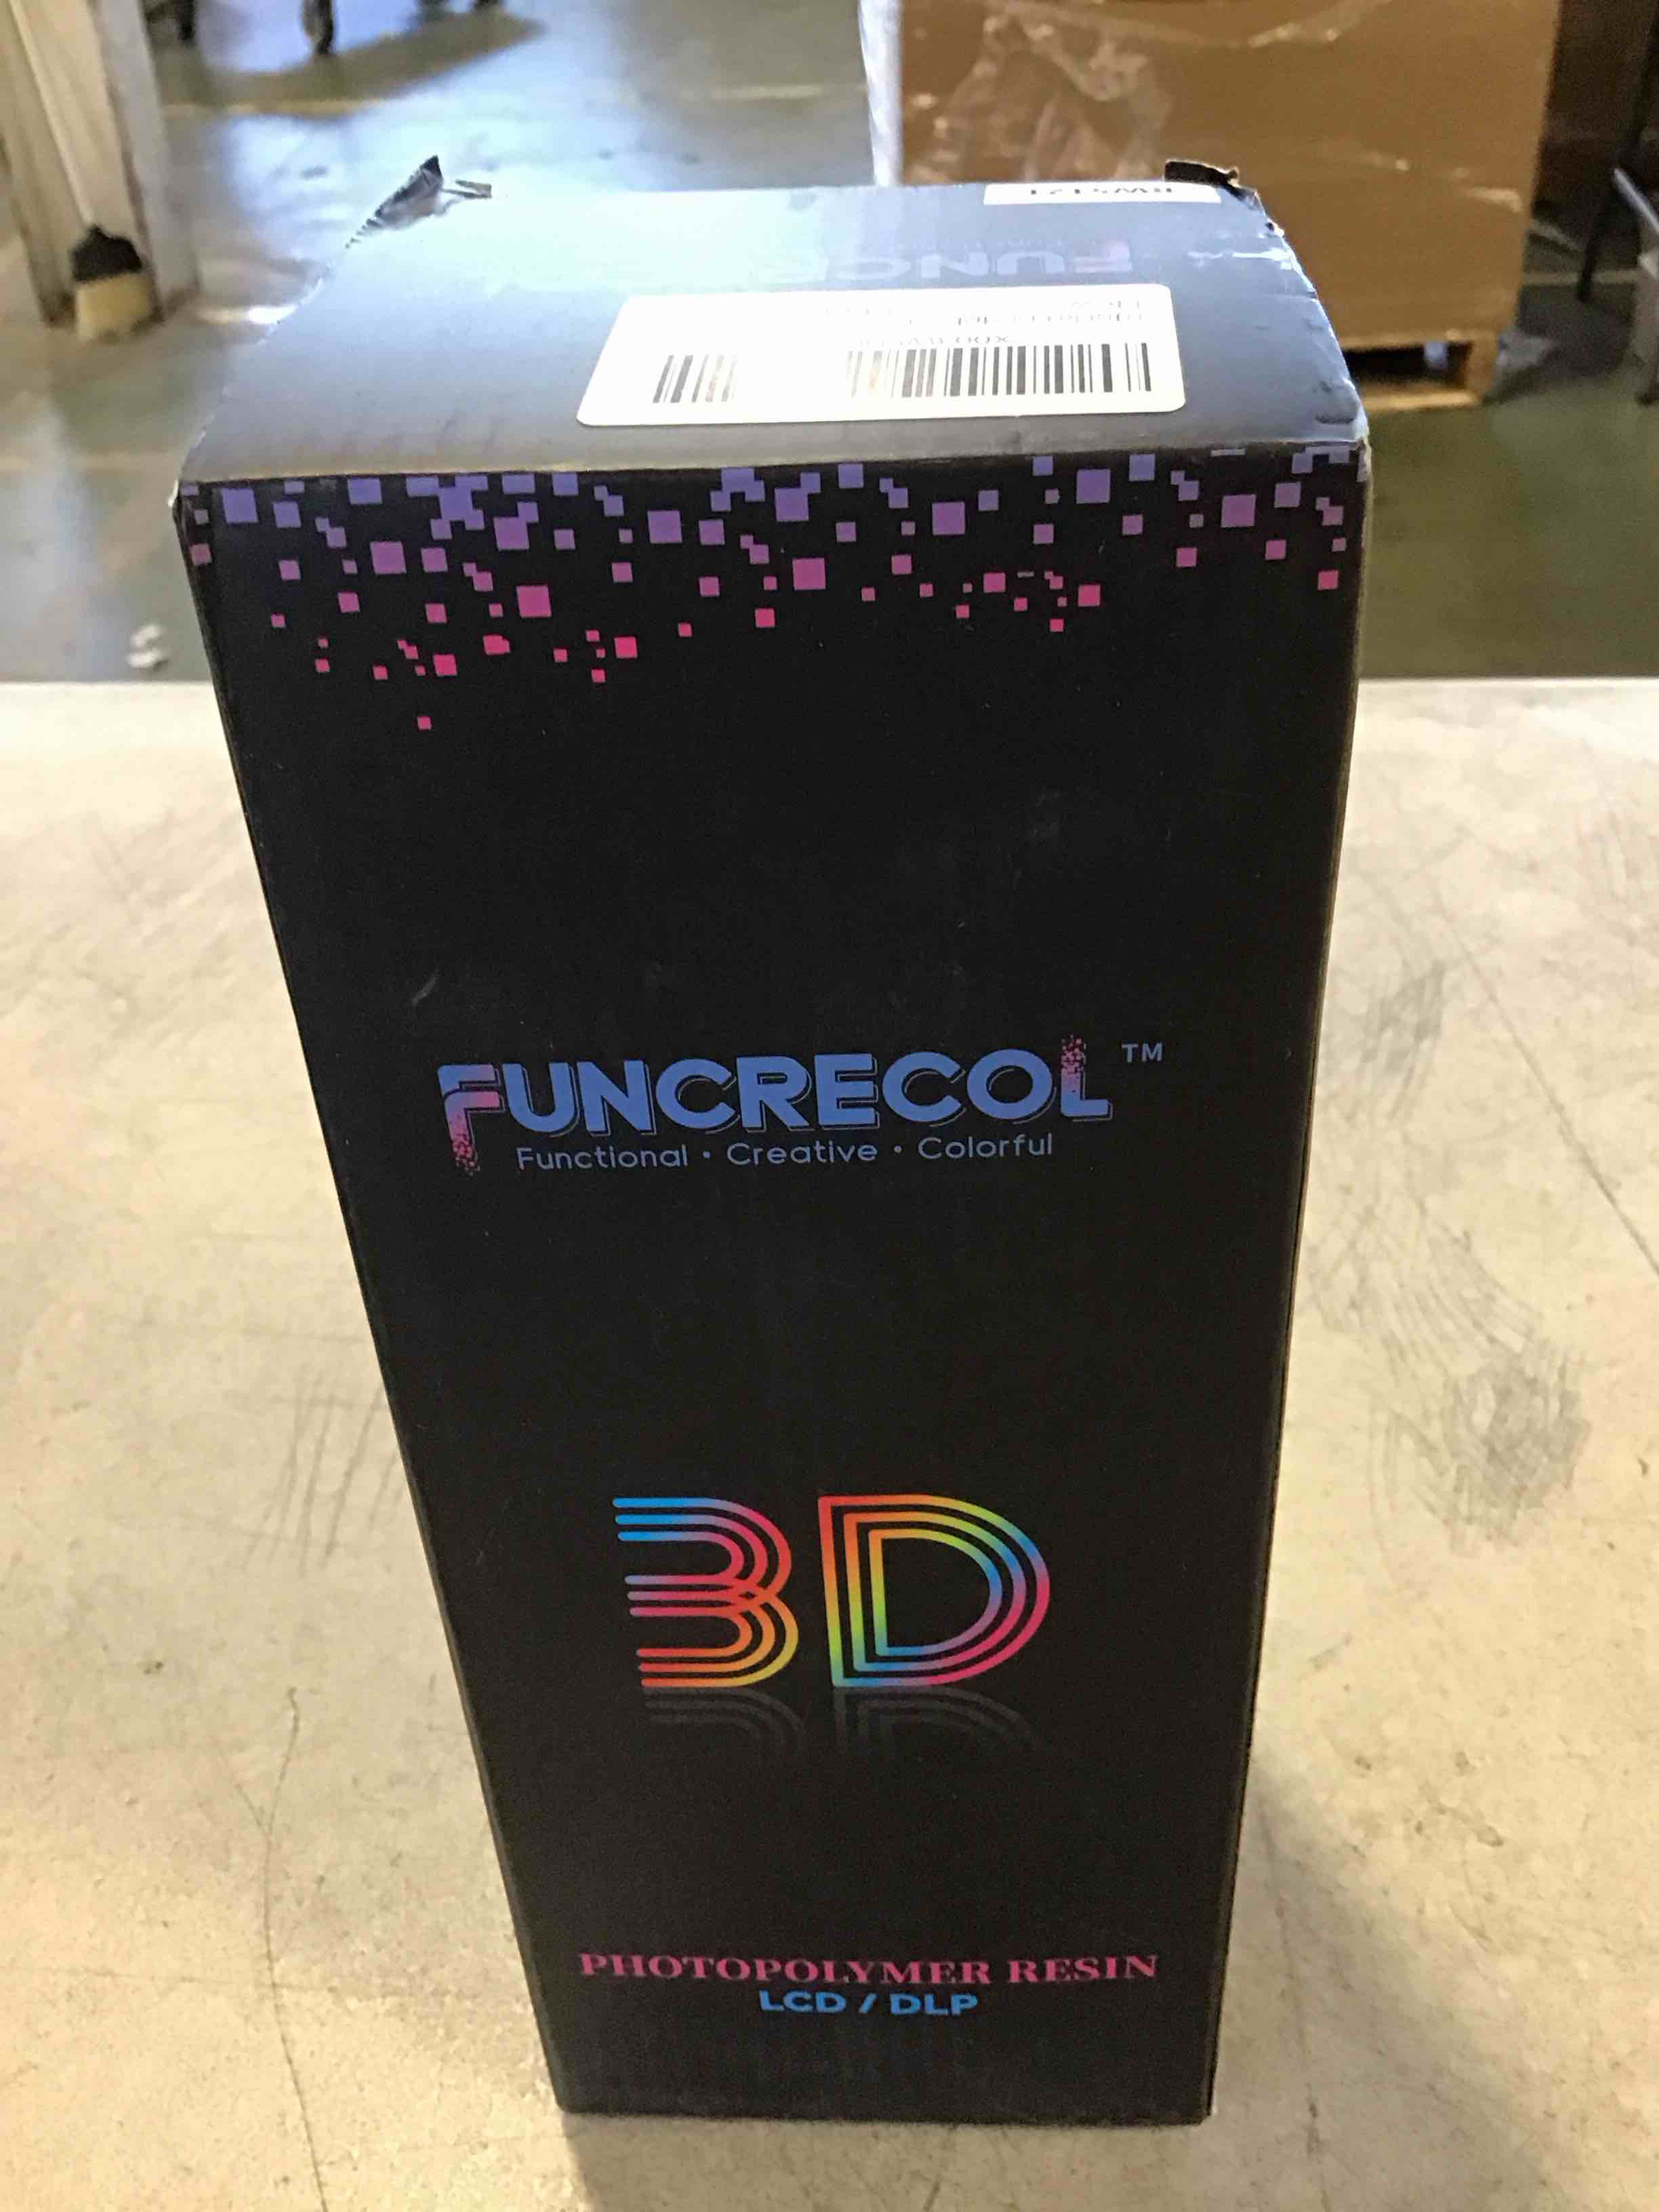 FUNCRECOL™
Functional • Creative • Colorful
3D
PHOTOPOLYMER RESIN
LCD / DLP